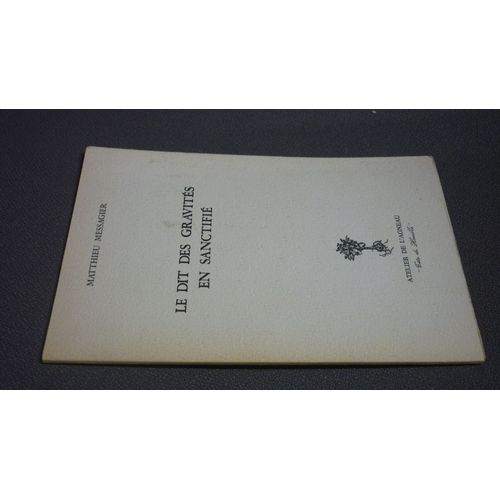 MATTHIEU MESSAGIER
LE DIT DES GRAVITÉS
EN SANCTIFIÉ
ATELIER DE L'AGNEAU